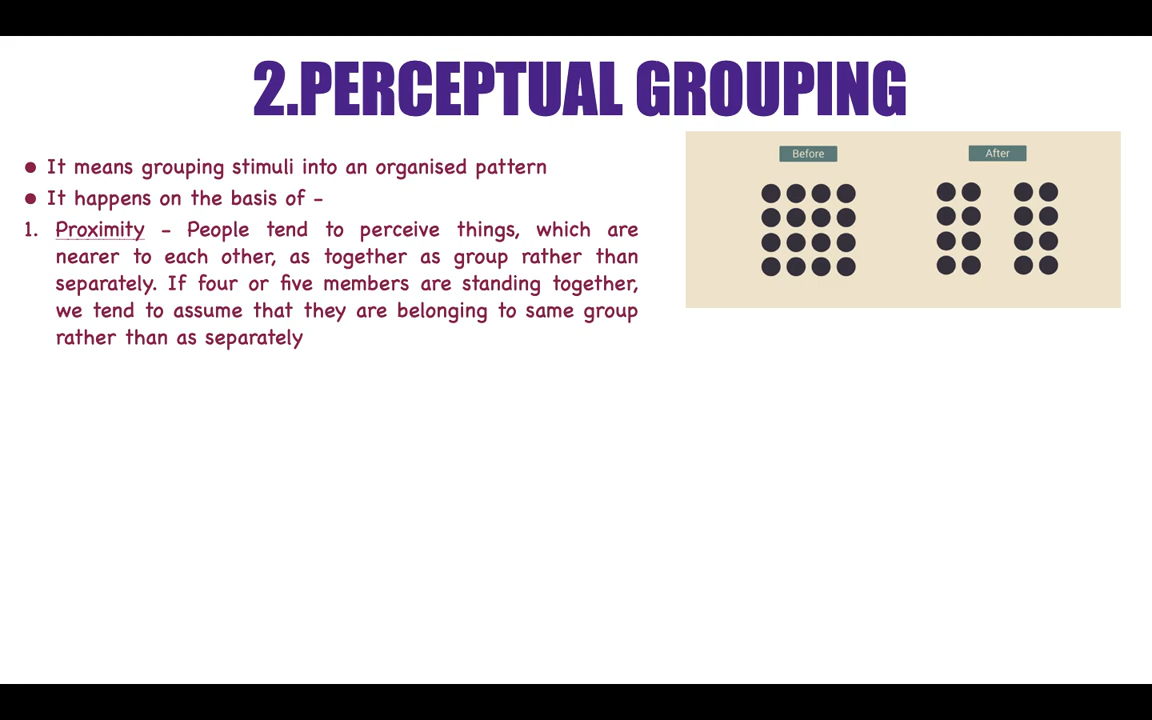 2.PERCEPTUAL GROUPING
● It means grouping stimuli into an organised pattern
● It happens on the basis of –
1. Proximity – People tend to perceive things, which are
nearer to each other, as together as group rather than
separately. If four or five members are standing together,
we tend to assume that they are belonging to same group
rather than as separately
Before
After